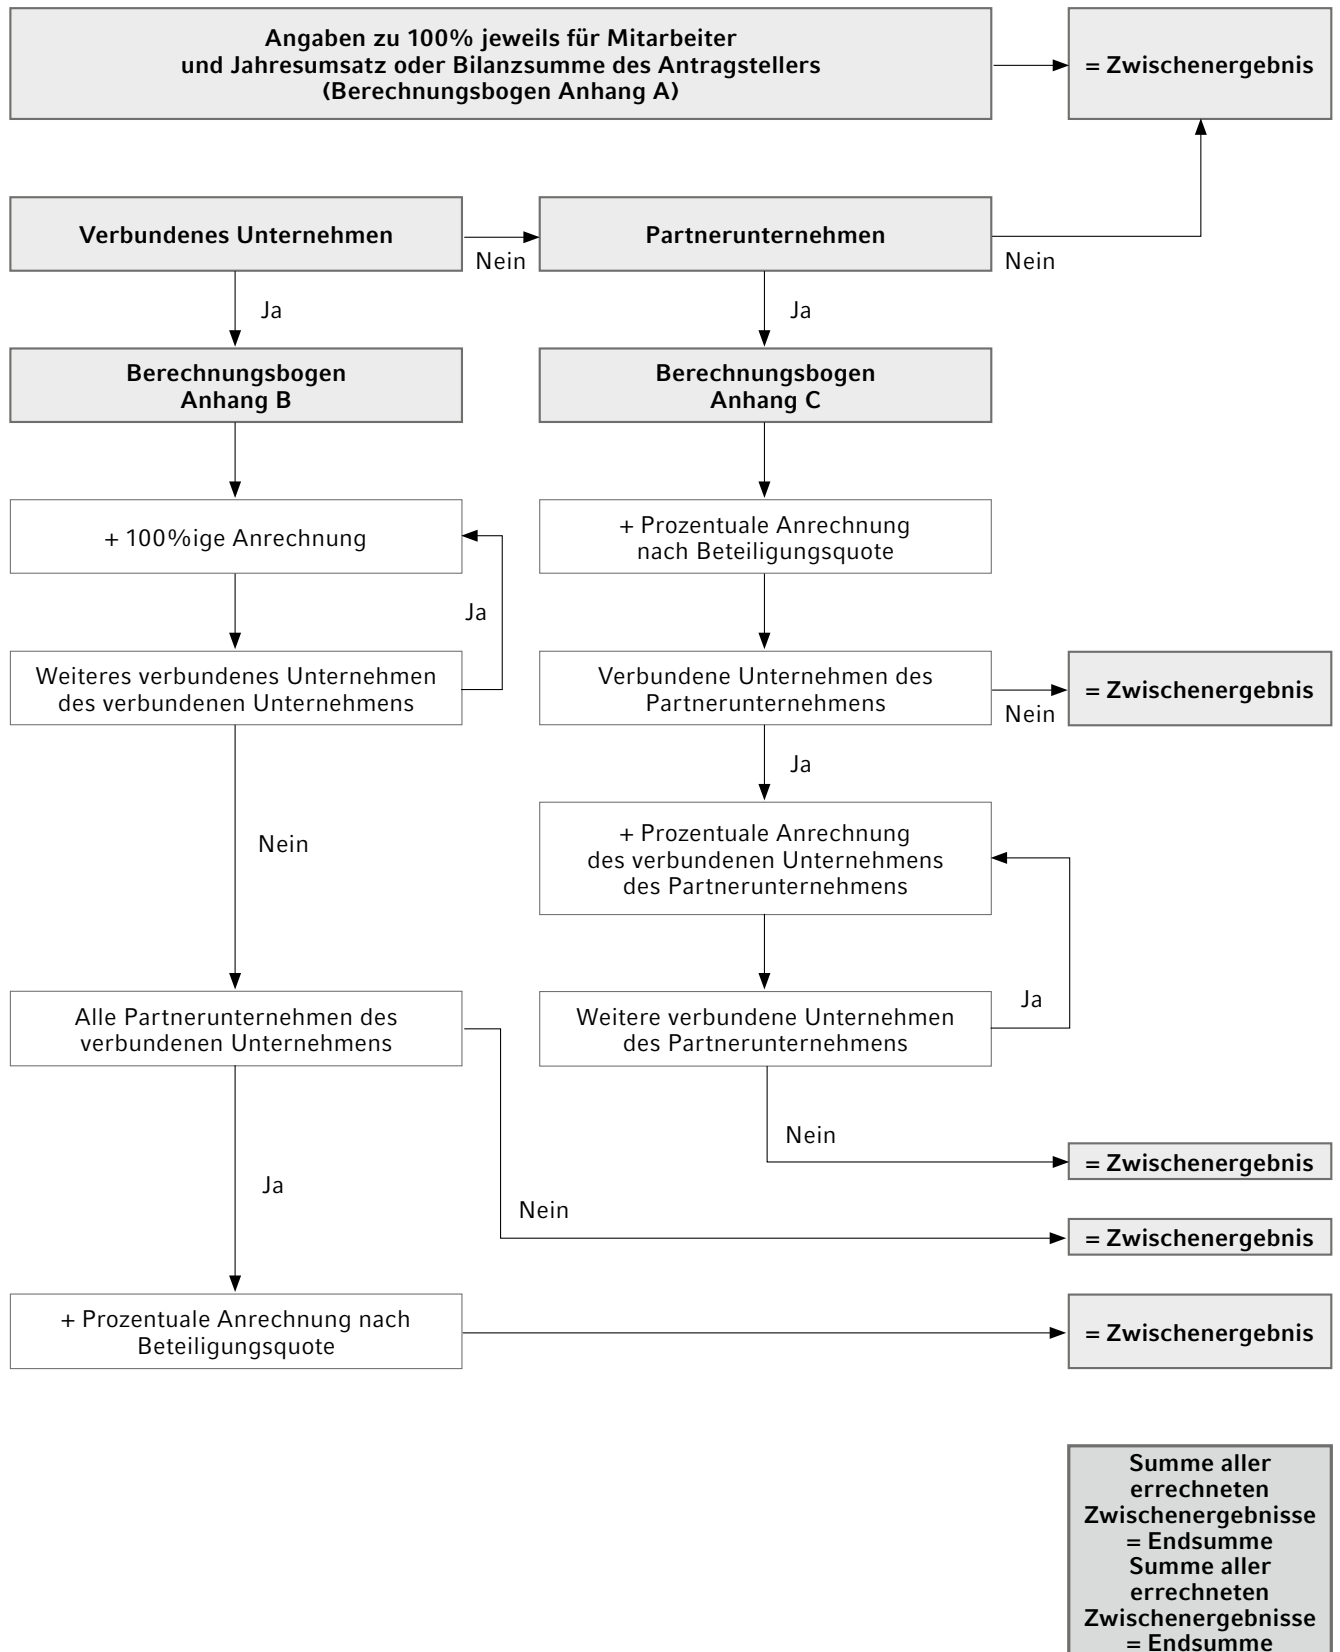 Angaben zu 100% jeweils für Mitarbeiter
und Jahresumsatz oder Bilanzsumme des Antragstellers
(Berechnungsbogen Anhang A)
= Zwischenergebnis
Verbundenes Unternehmen
Nein
Partnerunternehmen
Nein
Ja
Ja
Berechnungsbogen
Anhang B
Berechnungsbogen
Anhang C
+ 100%ige Anrechnung
+ Prozentuale Anrechnung
nach Beteiligungsquote
Ja
Weiteres verbundenes Unternehmen
des verbundenen Unternehmens
Verbundene Unternehmen des
Partnerunternehmens
Nein
= Zwischenergebnis
Ja
Nein
+ Prozentuale Anrechnung
des verbundenen Unternehmens
des Partnerunternehmens
Alle Partnerunternehmen des
verbundenen Unternehmens
Weitere verbundene Unternehmen
des Partnerunternehmens
Ja
Nein
= Zwischenergebnis
Ja
Nein
= Zwischenergebnis
+ Prozentuale Anrechnung nach
Beteiligungsquote
= Zwischenergebnis
Summe aller
errechneten
Zwischenergebnisse
= Endsumme
Summe aller
errechneten
Zwischenergebnisse
= Endsumme